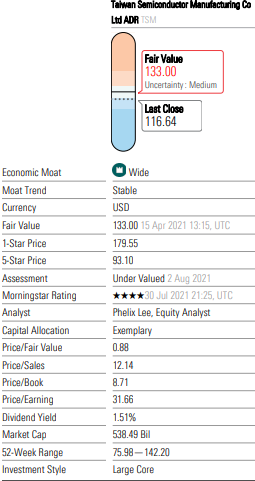 Taiwan Semiconductor Manufacturing Co
Ltd ADR TSM
Fair Value
133.00
Uncertainty: Medium
Last Close
116.64
Economic Moat Wide
Moat Trend Stable
Currency USD
Fair Value 133.00 15 Apr 2021 13:15, UTC
1-Star Price 179.55
5-Star Price 93.10
Assessment Under Valued 2 Aug 2021
Morningstar Rating ★★★★ 30 Jul 2021 21:25, UTC
Analyst Phelix Lee, Equity Analyst
Capital Allocation Exemplary
Price/Fair Value 0.88
Price/Sales 12.14
Price/Book 8.71
Price/Earning 31.66
Dividend Yield 1.51%
Market Cap 538.49 Bil
52-Week Range 75.98—142.20
Investment Style Large Core